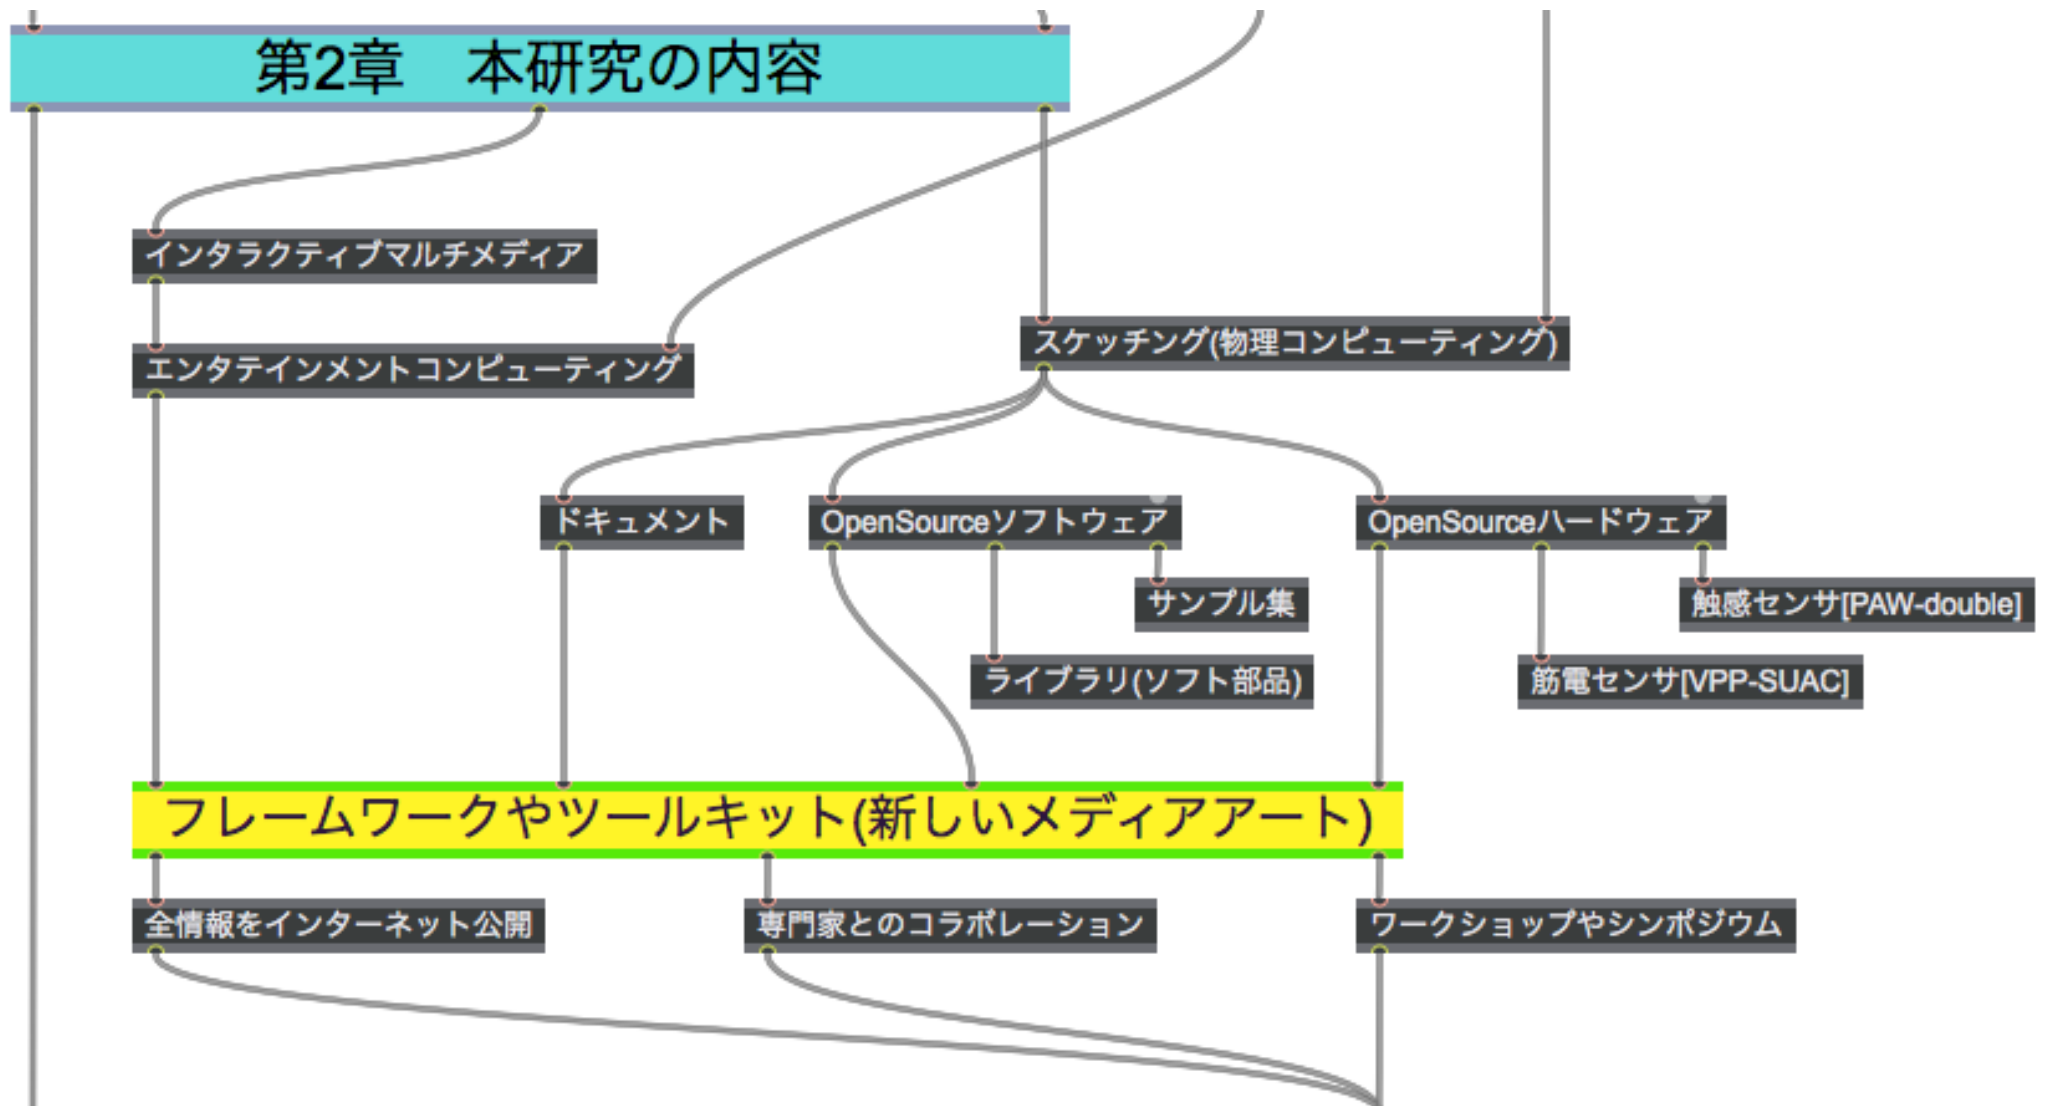 第2章　本研究の内容
インタラクティブマルチメディア
エンタテインメントコンピューティング
スケッチング(物理コンピューティング)
ドキュメント
OpenSourceソフトウェア
OpenSourceハードウェア
サンプル集
触感センサ[PAW-double]
ライブラリ(ソフト部品)
筋電センサ[VPP-SUAC]
フレームワークやツールキット(新しいメディアアート)
全情報をインターネット公開
専門家とのコラボレーション
ワークショップやシンポジウム